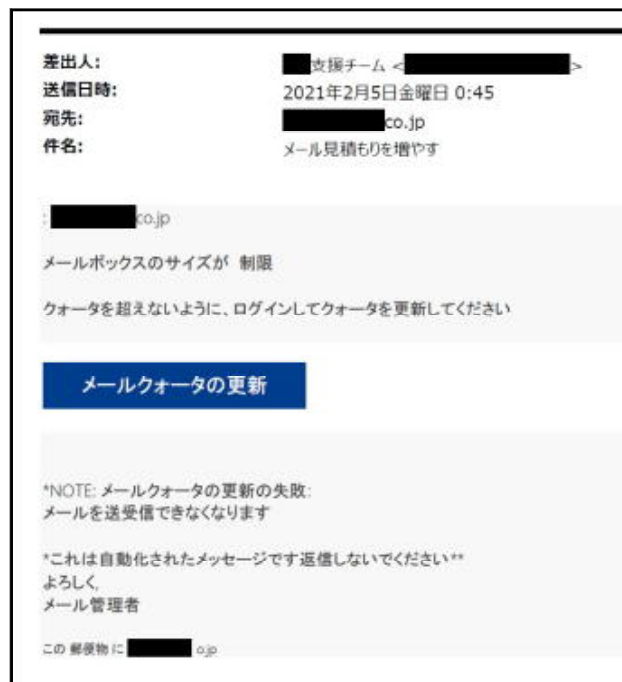 差出人: 支援チーム < >
送信日時: 2021年2月5日金曜日 0:45
宛先: co.jp
件名: メール見積もりを増やす
: co.jp
メールボックスのサイズが 制限
クォータを超えないように、ログインしてクォータを更新してください
メールクォータの更新
*NOTE: メールクォータの更新の失敗:
メールを送受信できなくなります
*これは自動化されたメッセージです返信しないでください**
よろしく,
メール管理者
この 郵便物 に o.jp